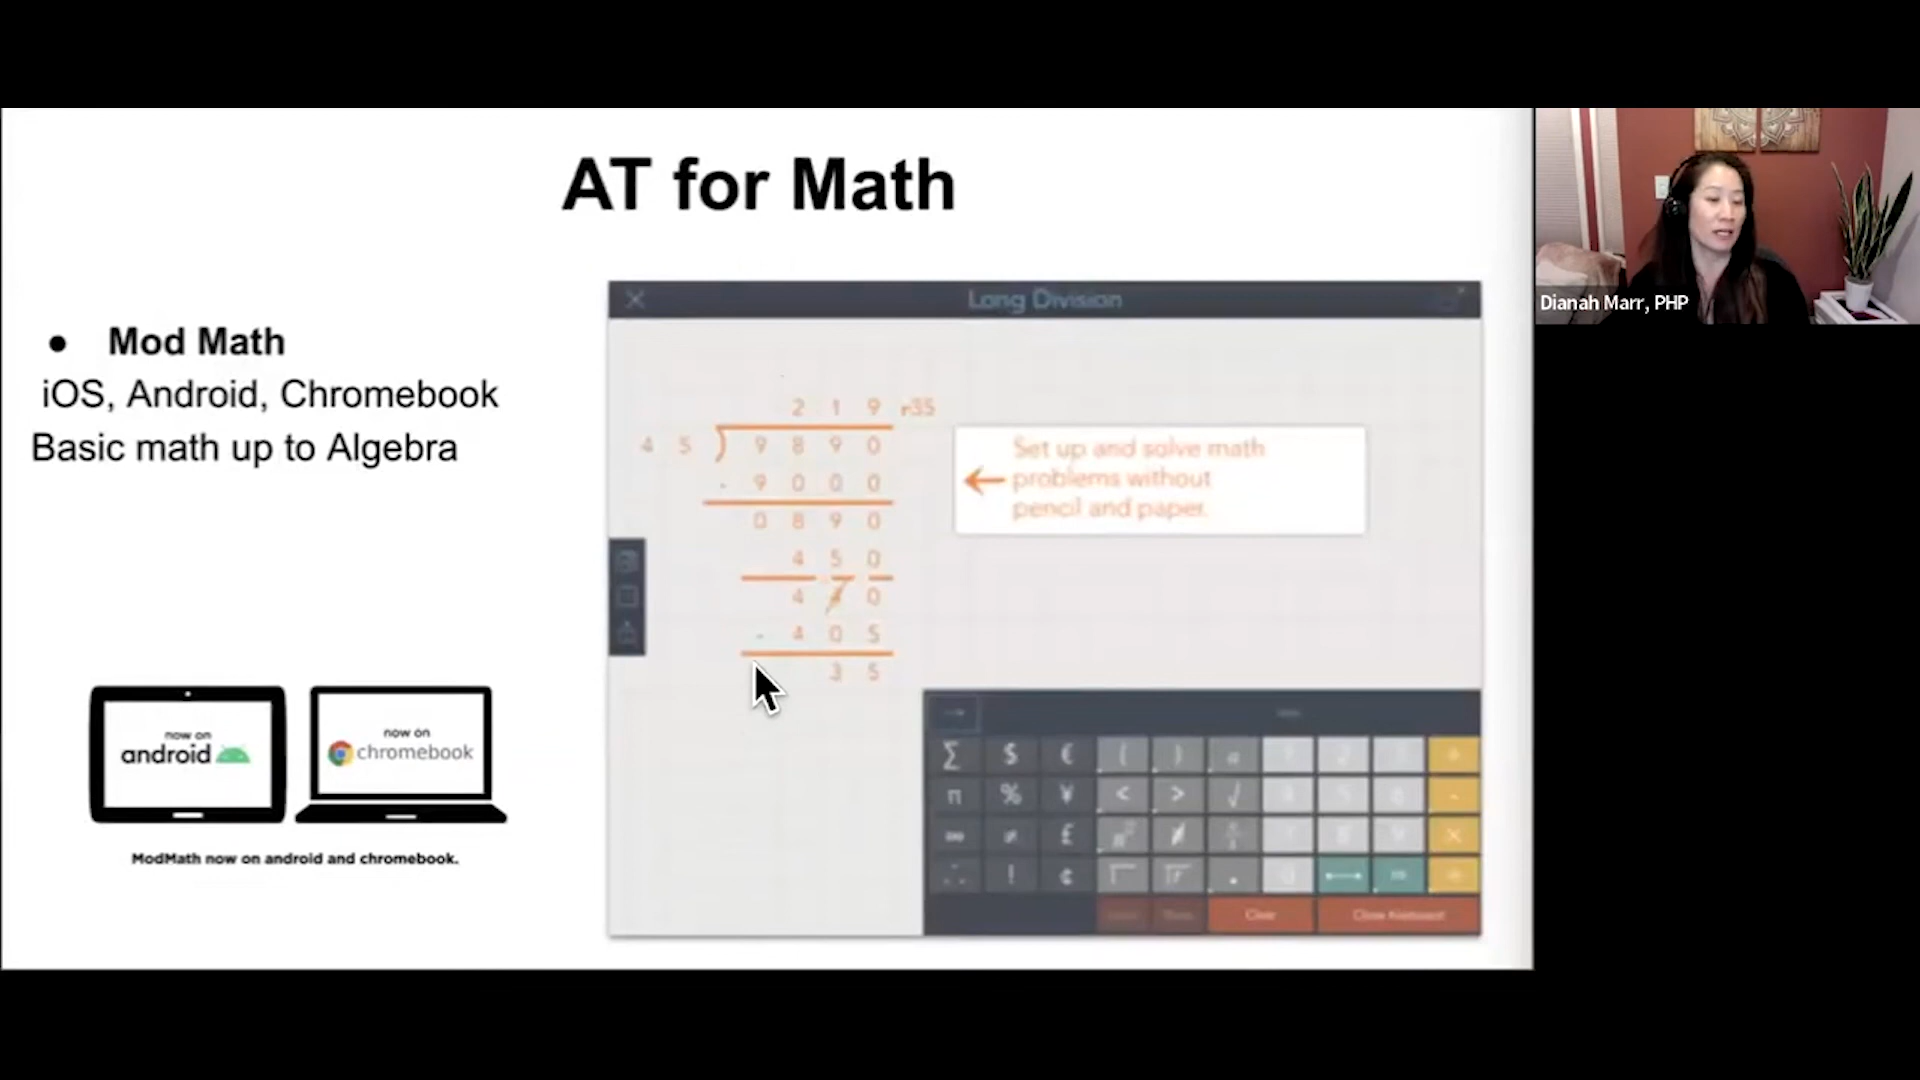 AT for Math
● Mod Math
iOS, Android, Chromebook
Basic math up to Algebra
now on
android
now on
chromebook
ModMath now on android and chromebook.
Long Division
2 1 9 r35
4 5 ) 9 8 9 0
- 9 0 0 0
0 8 9 0
4 5 0
4 4 0
- 4 0 5
3 5
Set up and solve math
problems without
pencil and paper.
Σ $ € ( )
π % ¥ < > √
∞ ≠ £
∴ ! ¢
Clear Close Keyboard
Dianah Marr, PHP